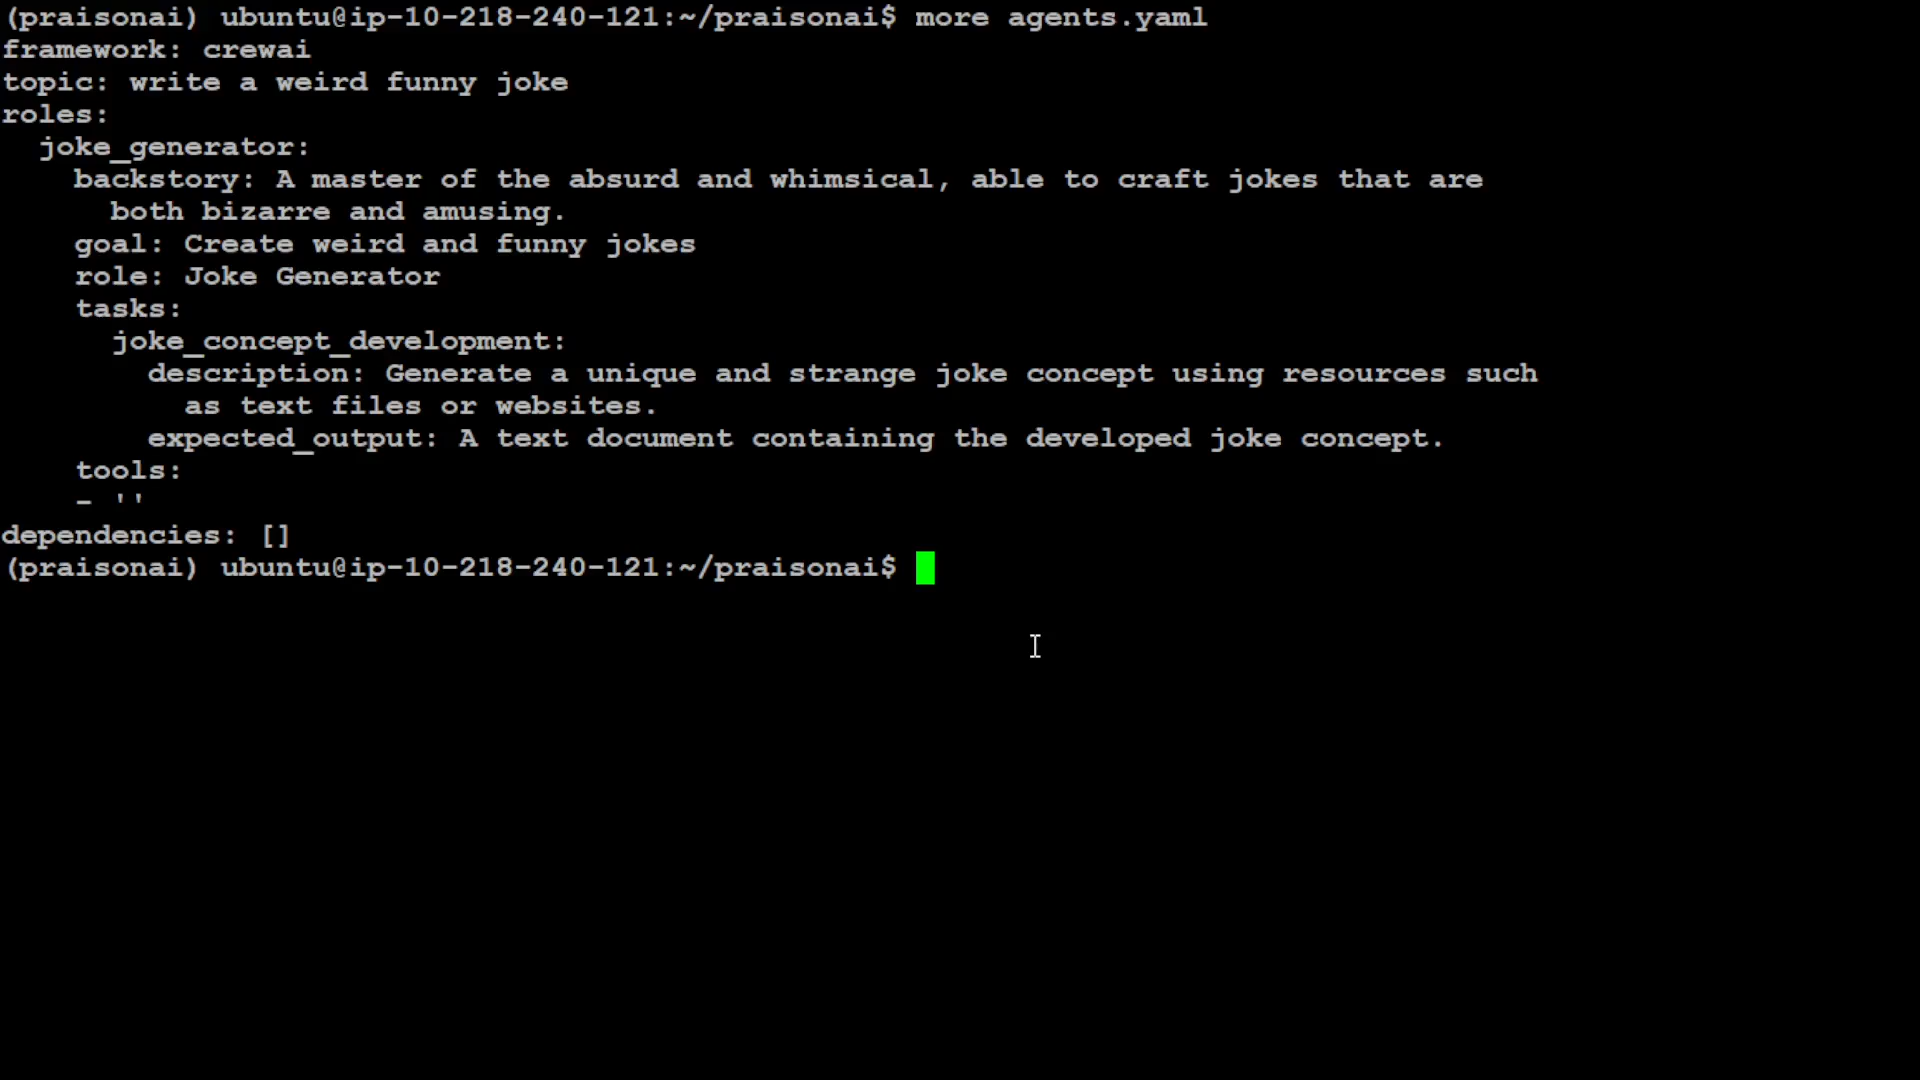 (praisonai) ubuntu@ip-10-218-240-121:~/praisonai$ more agents.yaml
framework: crewai
topic: write a weird funny joke
roles:
  joke_generator:
    backstory: A master of the absurd and whimsical, able to craft jokes that are
      both bizarre and amusing.
    goal: Create weird and funny jokes
    role: Joke Generator
    tasks:
      joke_concept_development:
        description: Generate a unique and strange joke concept using resources such
          as text files or websites.
        expected_output: A text document containing the developed joke concept.
    tools:
    - ''
dependencies: []
(praisonai) ubuntu@ip-10-218-240-121:~/praisonai$